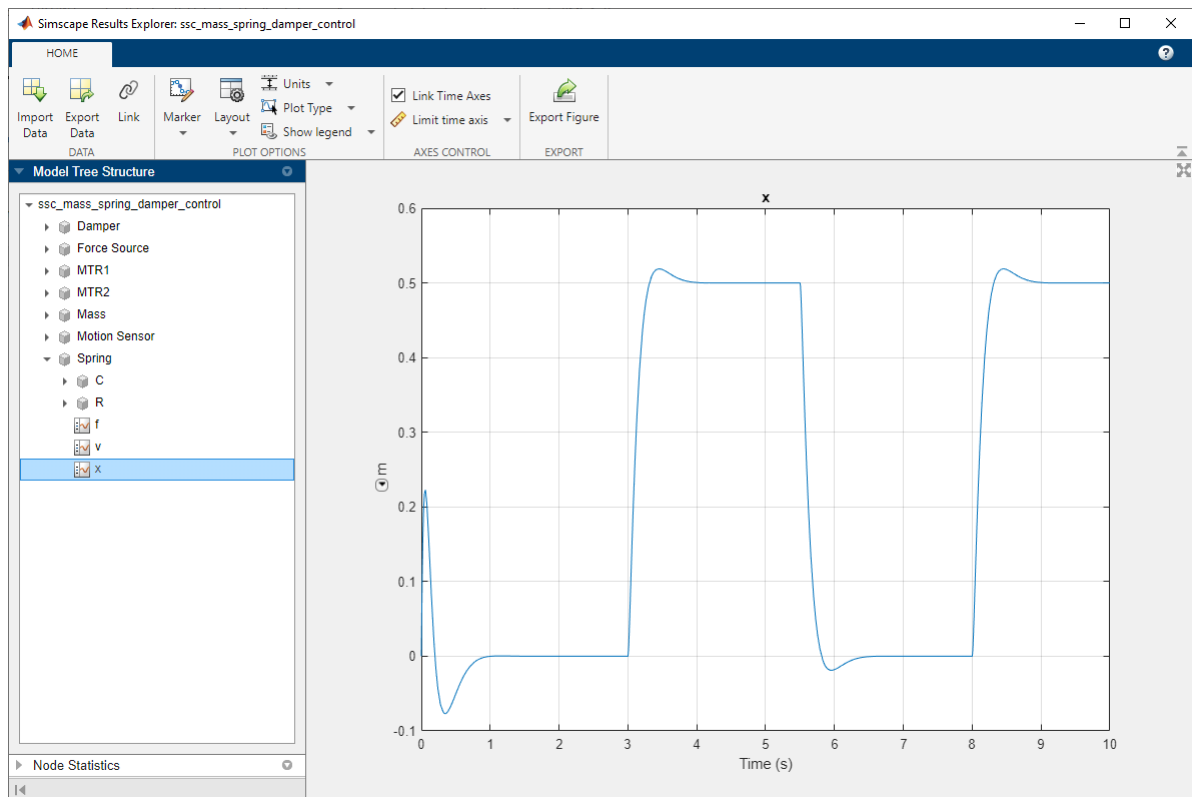 Simscape Results Explorer: ssc_mass_spring_damper_control
HOME
?
Import Data
Export Data
Link
DATA
Marker
Layout
Units
Plot Type
Show legend
PLOT OPTIONS
Link Time Axes
Limit time axis
AXES CONTROL
Export Figure
EXPORT
Model Tree Structure
ssc_mass_spring_damper_control
Damper
Force Source
MTR1
MTR2
Mass
Motion Sensor
Spring
C
R
f
v
x
Node Statistics
x
0.6
0.5
0.4
0.3
0.2
0.1
0
-0.1
m
0 1 2 3 4 5 6 7 8 9 10
Time (s)